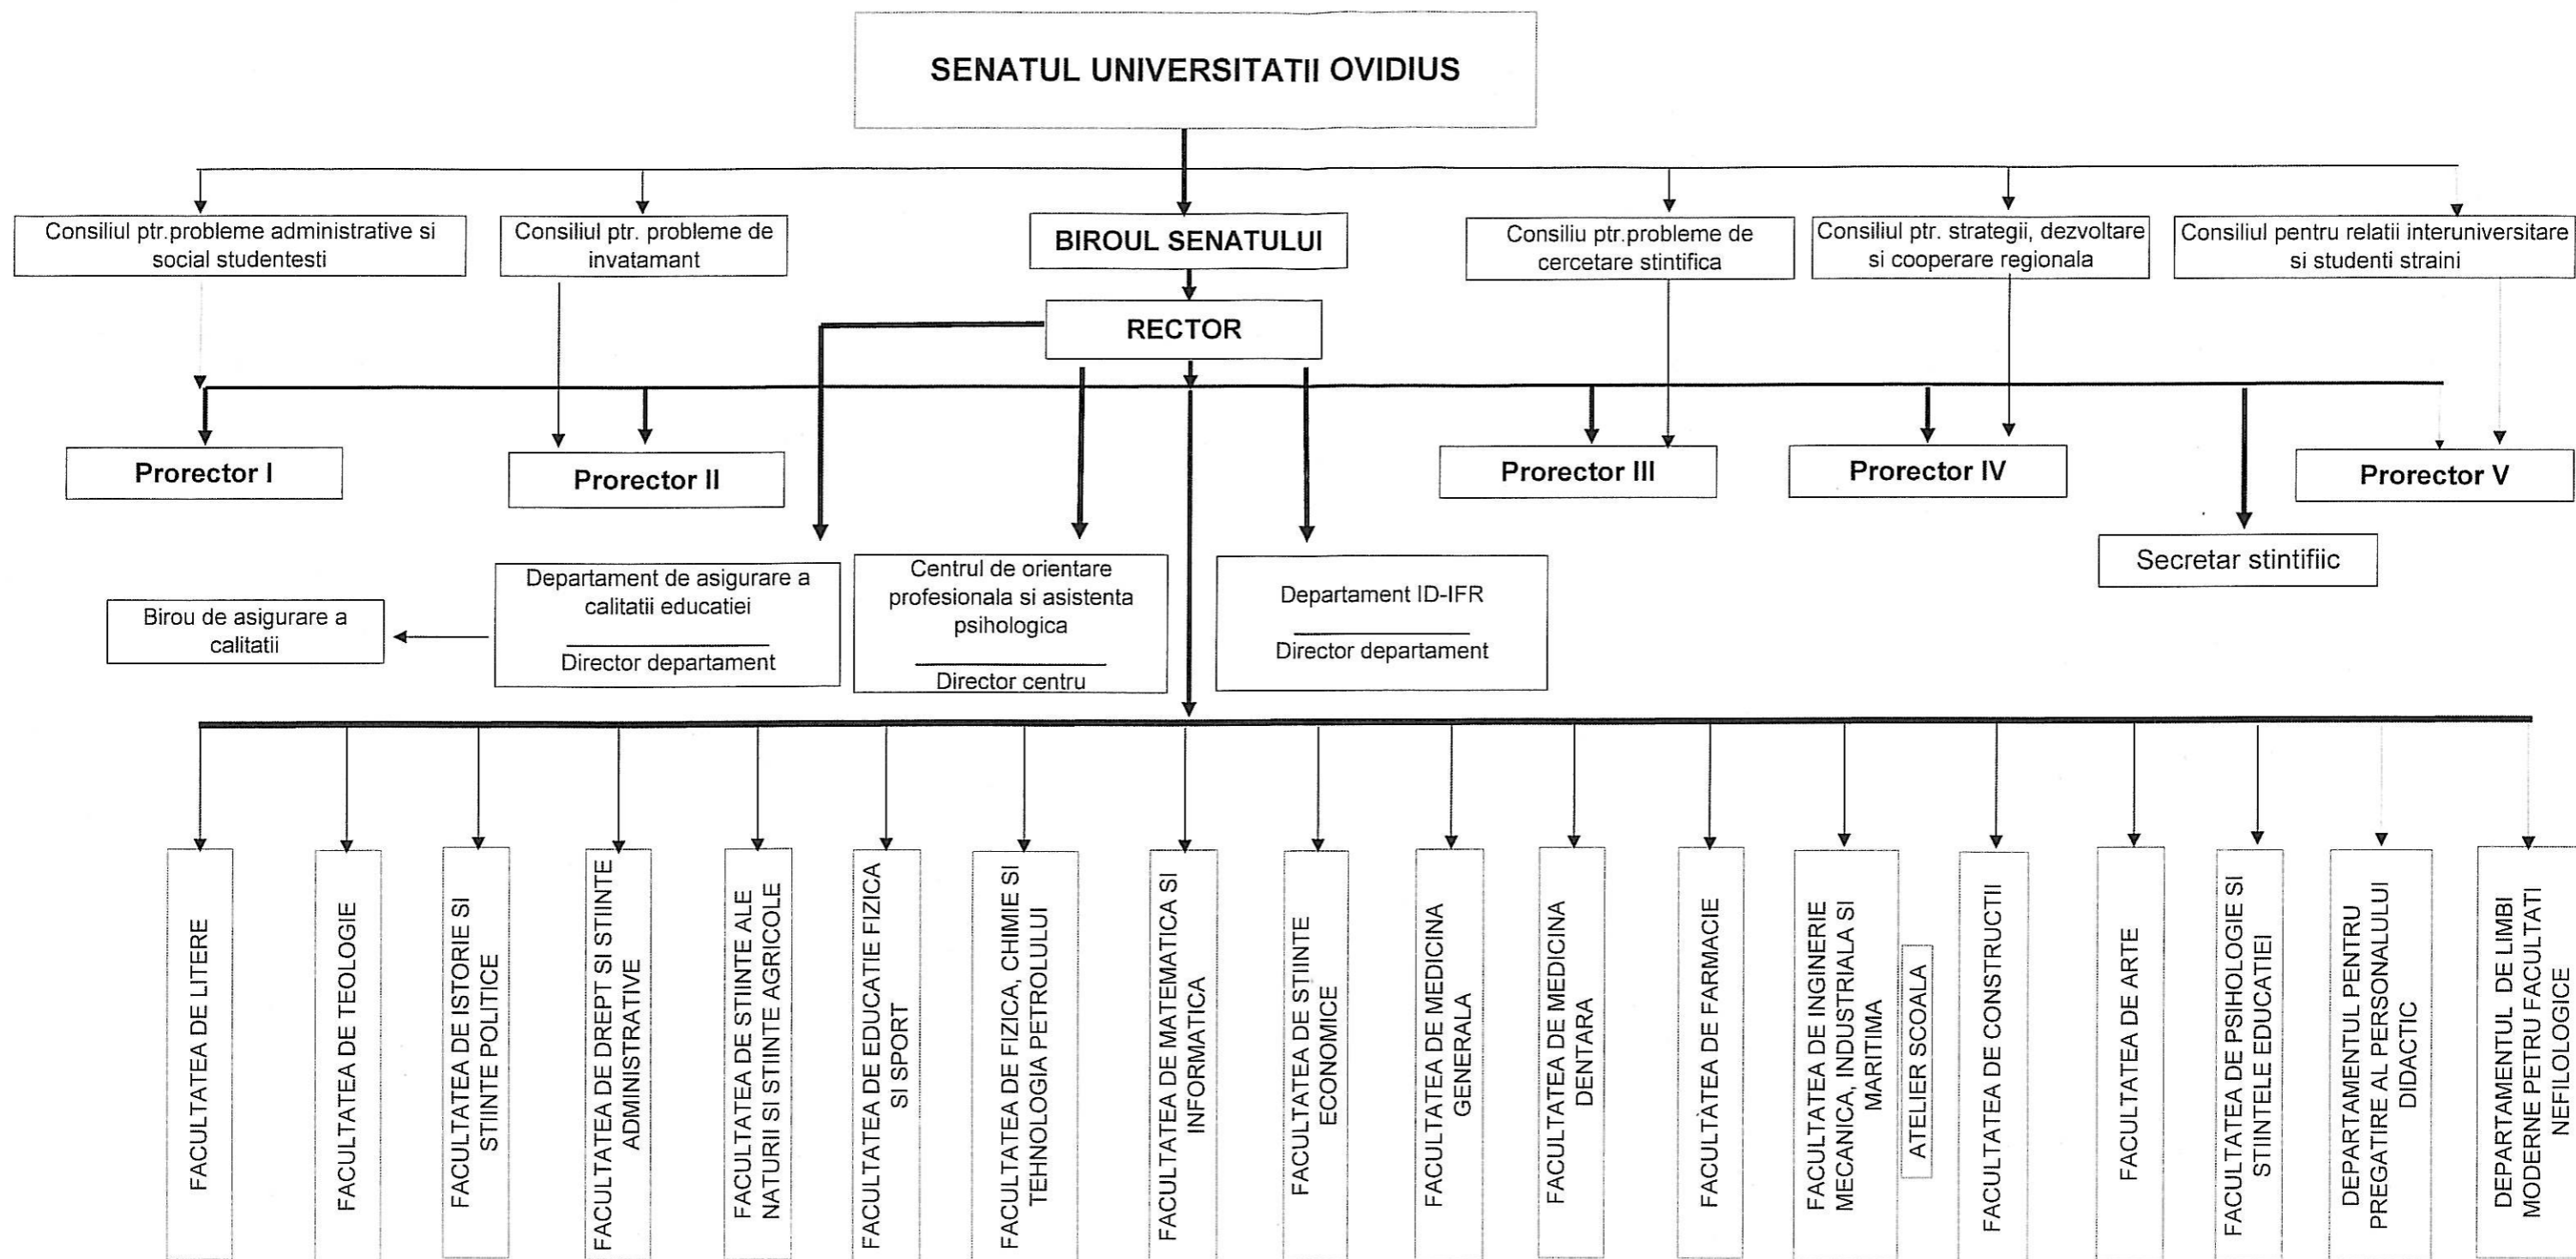 SENATUL UNIVERSITATII OVIDIUS
Consiliul ptr.probleme administrative si
social studentesti
Consiliul ptr. probleme de
invatamant
BIROUL SENATULUI
Consiliu ptr.probleme de
cercetare stintifica
Consiliul ptr. strategii, dezvoltare
si cooperare regionala
Consiliul pentru relatii interuniversitare
si studenti straini
RECTOR
Prorector I
Prorector II
Prorector III
Prorector IV
Prorector V
Secretar stintifiic
Birou de asigurare a
calitatii
Departament de asigurare a
calitatii educatiei
Director departament
Centrul de orientare
profesionala si asistenta
psihologica
Director centru
Departament ID-IFR
Director departament
FACULTATEA DE LITERE
FACULTATEA DE TEOLOGIE
FACULTATEA DE ISTORIE SI
STIINTE POLITICE
FACULTATEA DE DREPT SI STIINTE
ADMINISTRATIVE
FACULTATEA DE STIINTE ALE
NATURII SI STIINTE AGRICOLE
FACULTATEA DE EDUCATIE FIZICA
SI SPORT
FACULTATEA DE FIZICA, CHIMIE SI
TEHNOLOGIA PETROLULUI
FACULTATEA DE MATEMATICA SI
INFORMATICA
FACULTATEA DE STIINTE
ECONOMICE
FACULTATEA DE MEDICINA
GENERALA
FACULTATEA DE MEDICINA
DENTARA
FACULTATEA DE FARMACIE
FACULTATEA DE INGINERIE
MECANICA, INDUSTRIALA SI
MARITIMA
ATELIER SCOALA
FACULTATEA DE CONSTRUCTII
FACULTATEA DE ARTE
FACULTATEA DE PSIHOLOGIE SI
STIINTELE EDUCATIEI
DEPARTAMENTUL PENTRU
PREGATIRE AL PERSONALULUI
DIDACTIC
DEPARTAMENTUL DE LIMBI
MODERNE PETRU FACULTATI
NEFILOLOGICE